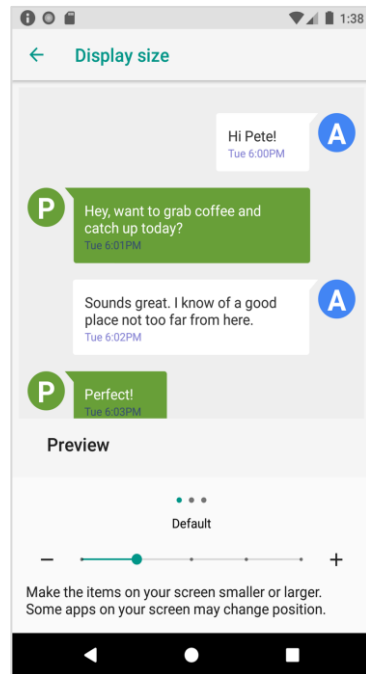 1:38
Display size
Hi Pete!
Tue 6:00PM
A
P
Hey, want to grab coffee and
catch up today?
Tue 6:01PM
Sounds great. I know of a good
place not too far from here.
Tue 6:02PM
A
P
Perfect!
Tue 6:03PM
Preview
Default
Make the items on your screen smaller or larger.
Some apps on your screen may change position.